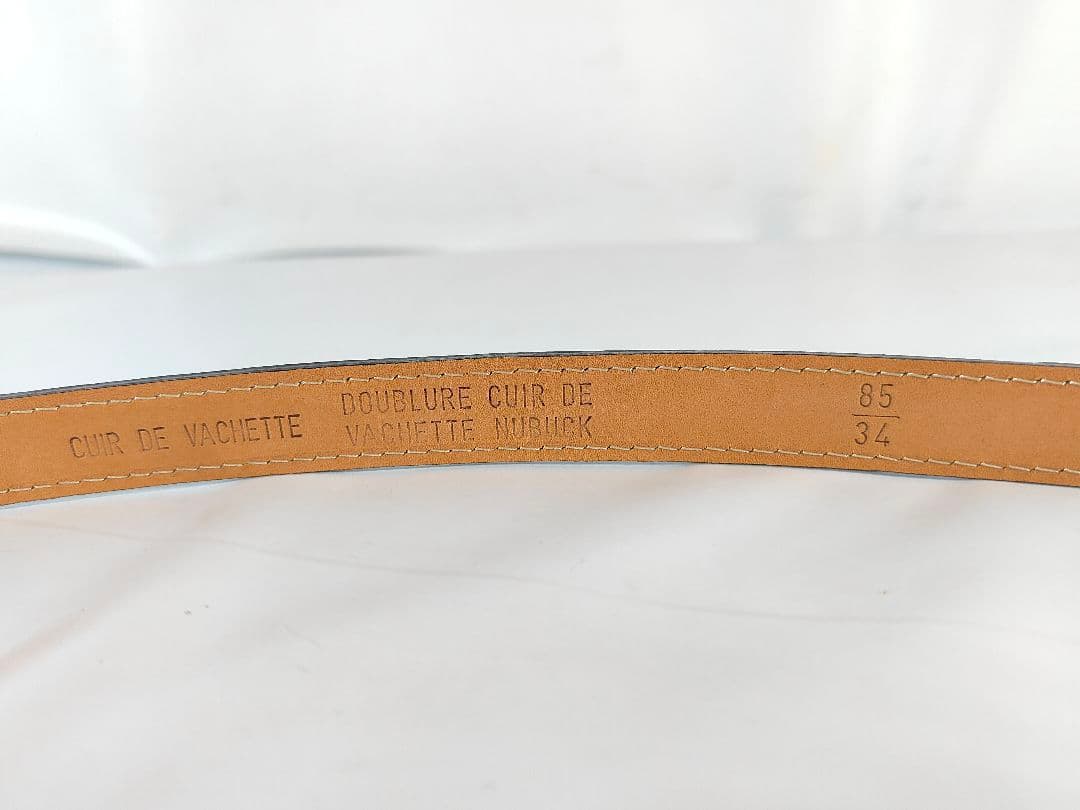 CUIR DE VACHETTE
DOUBLURE CUIR DE
VACHETTE NUBUCK
85
34